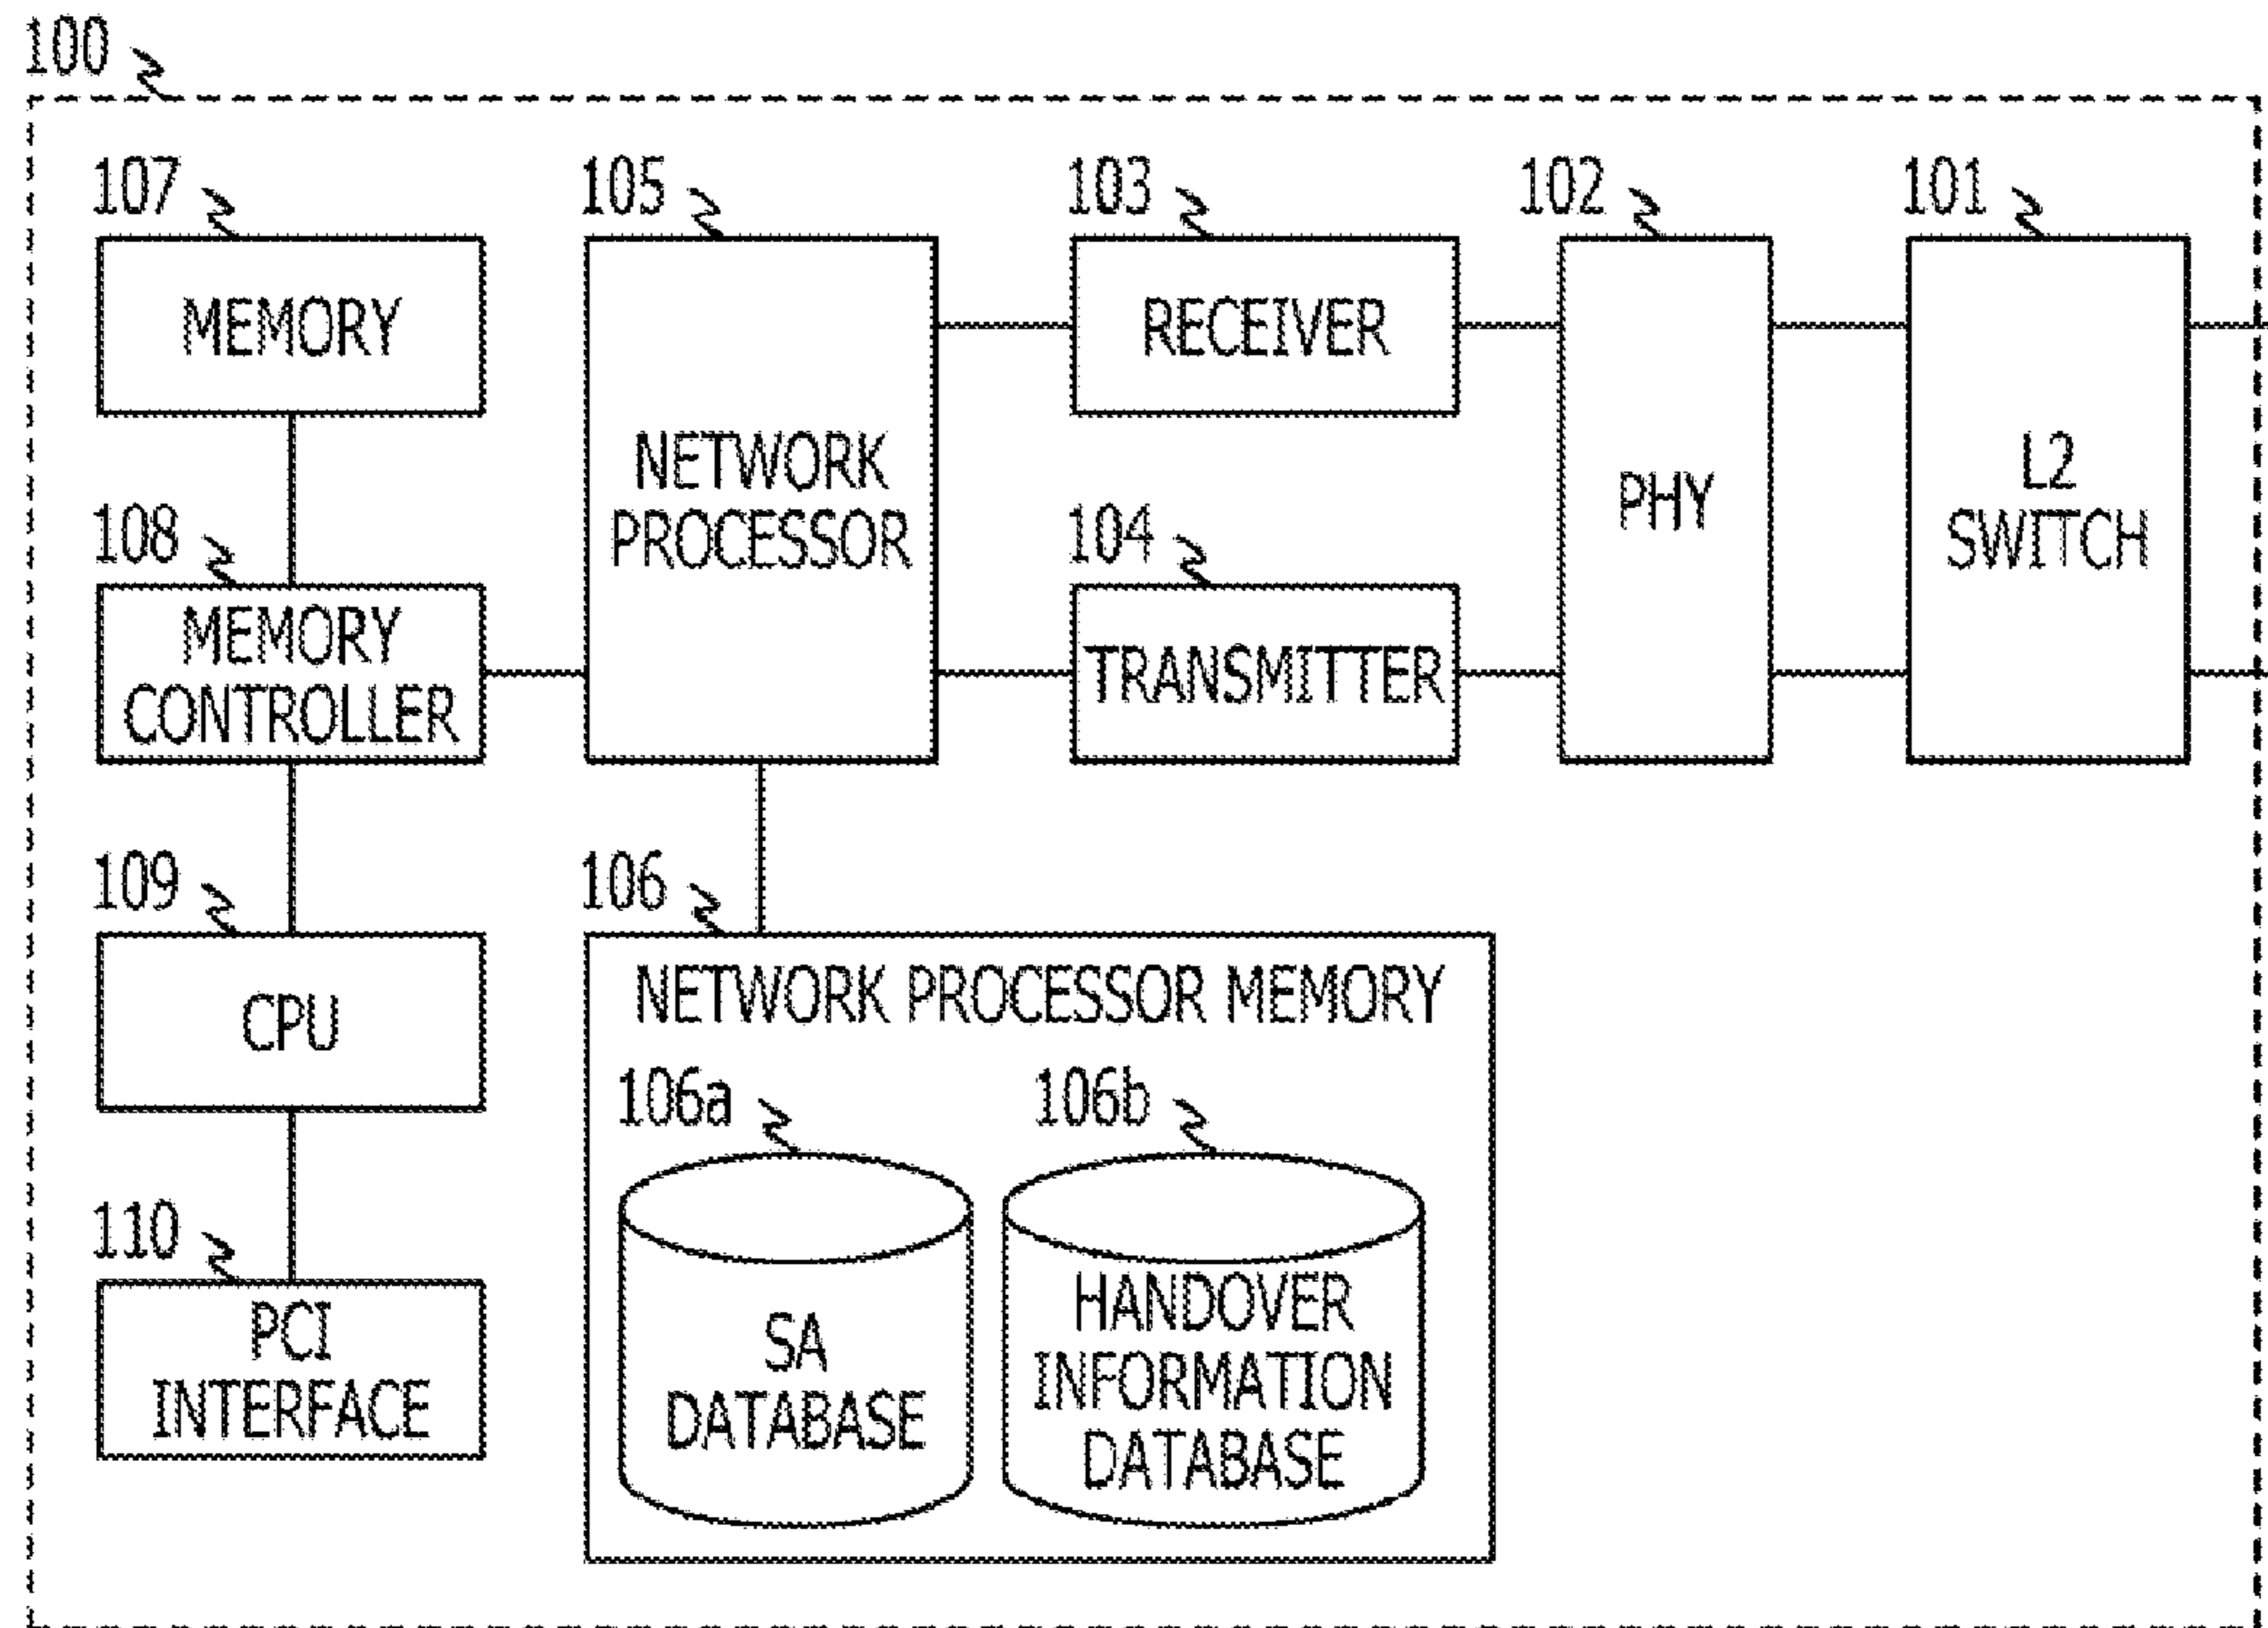 100
107
105
103
102
101
MEMORY
NETWORK
PROCESSOR
RECEIVER
PHY
L2
SWITCH
108
104
MEMORY
CONTROLLER
TRANSMITTER
109
106
CPU
NETWORK PROCESSOR MEMORY
106a
106b
110
PCI
INTERFACE
SA
DATABASE
HANDOVER
INFORMATION
DATABASE